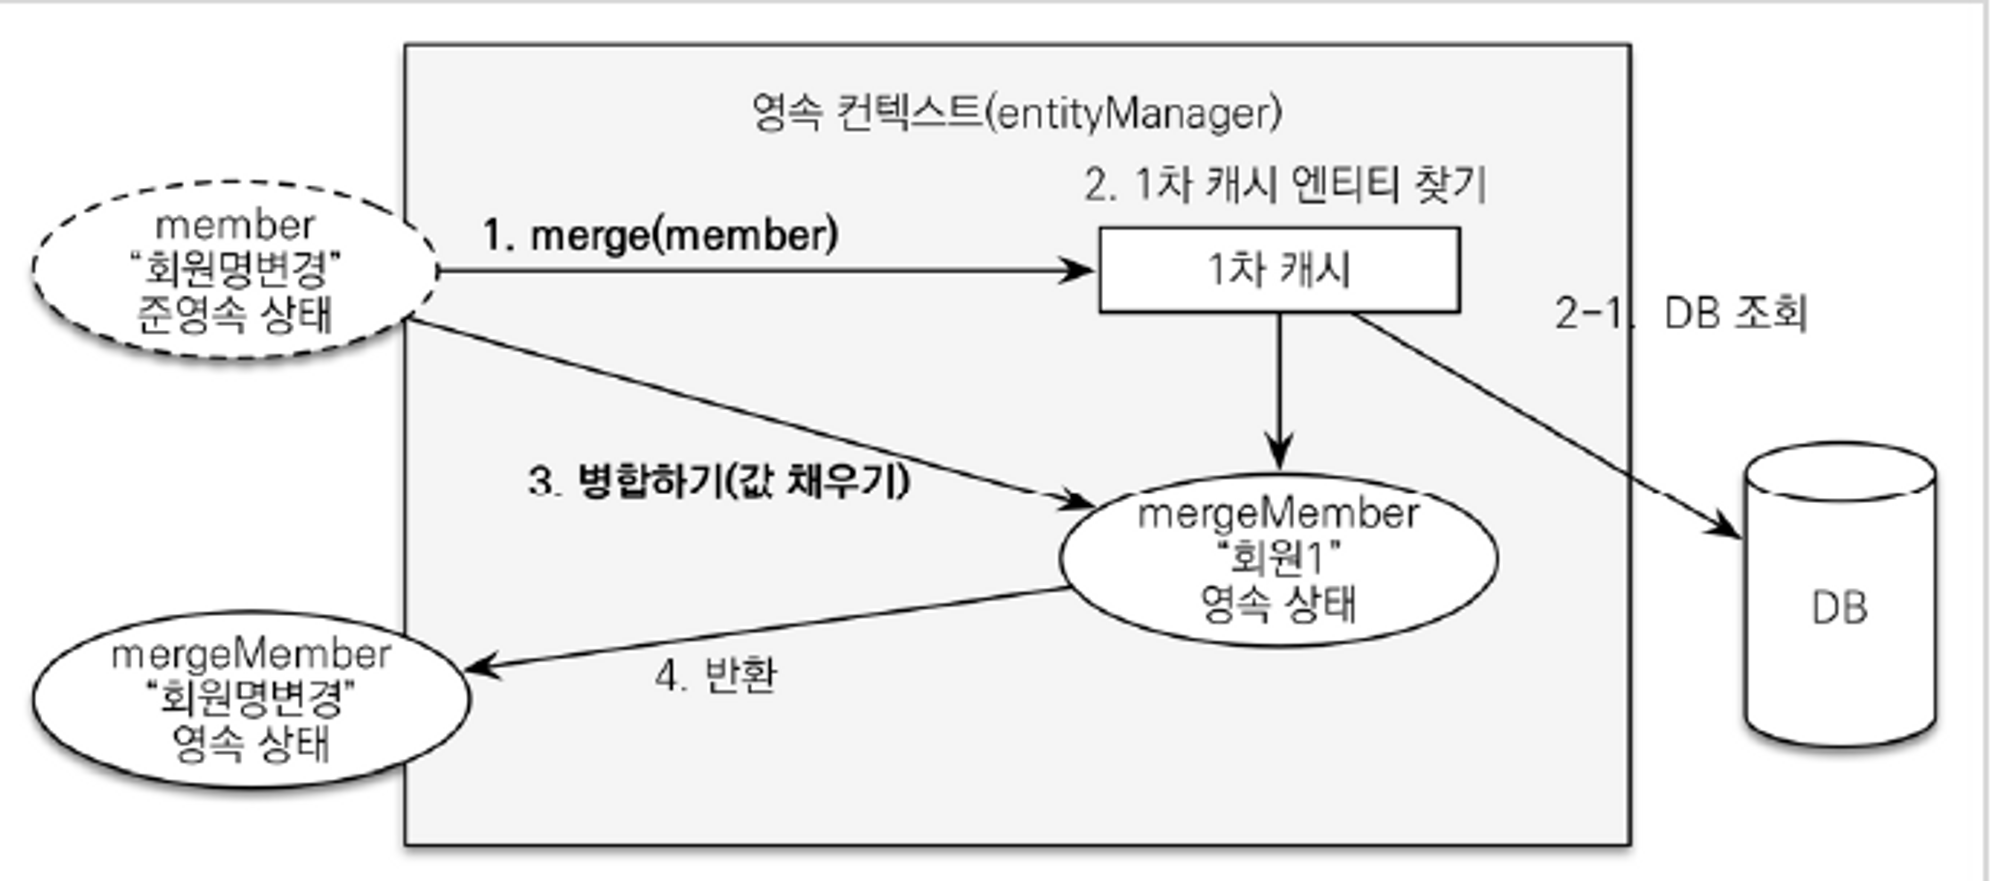 영속 컨텍스트(entityManager)
2. 1차 캐시 엔티티 찾기
member
“회원명변경”
준영속 상태
1. merge(member)
1차 캐시
2-1. DB 조회
3. 병합하기(값 채우기)
mergeMember
“회원1”
영속 상태
DB
mergeMember
“회원명변경”
영속 상태
4. 반환